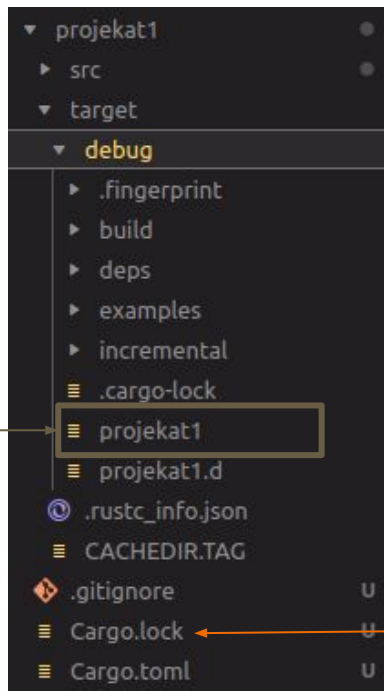 projekat1
src
target
debug
.fingerprint
build
deps
examples
incremental
.cargo-lock
projekat1
projekat1.d
.rustc_info.json
CACHEDIR.TAG
.gitignore U
Cargo.lock U
Cargo.toml U